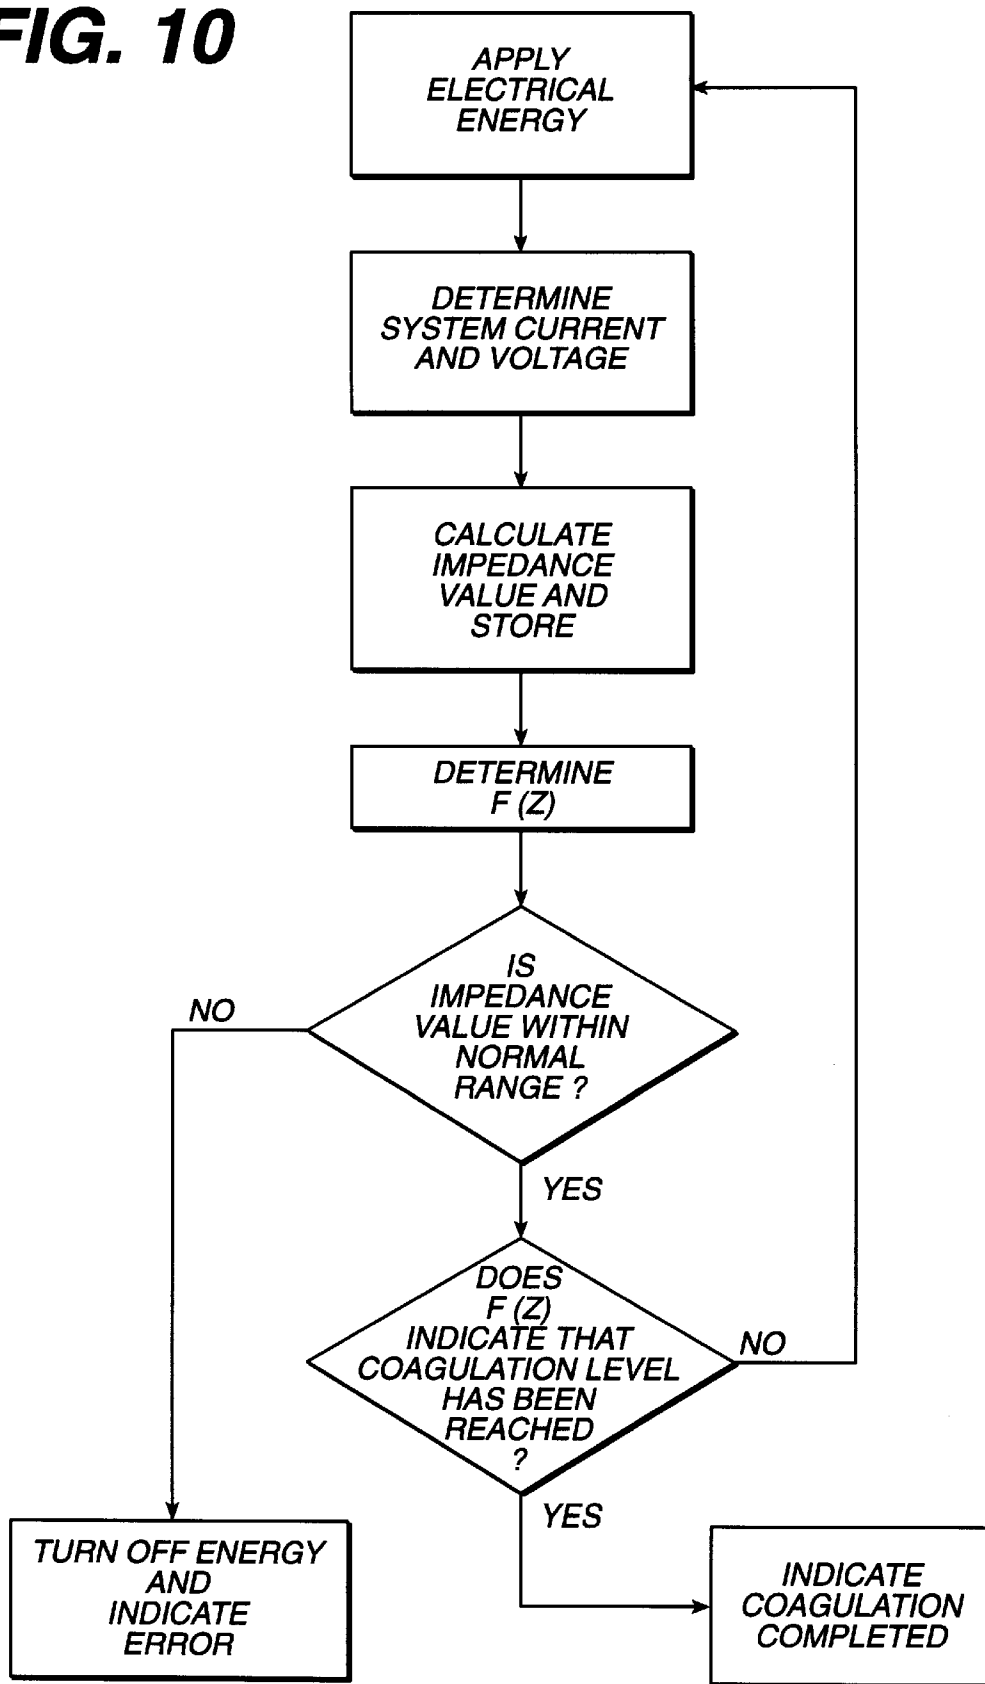 FIG. 10
APPLY
ELECTRICAL
ENERGY
DETERMINE
SYSTEM CURRENT
AND VOLTAGE
CALCULATE
IMPEDANCE
VALUE AND
STORE
DETERMINE
F (Z)
IS
IMPEDANCE
VALUE WITHIN
NORMAL
RANGE ?
NO
YES
DOES
F (Z)
INDICATE THAT
COAGULATION LEVEL
HAS BEEN
REACHED
?
NO
YES
TURN OFF ENERGY
AND
INDICATE
ERROR
INDICATE
COAGULATION
COMPLETED